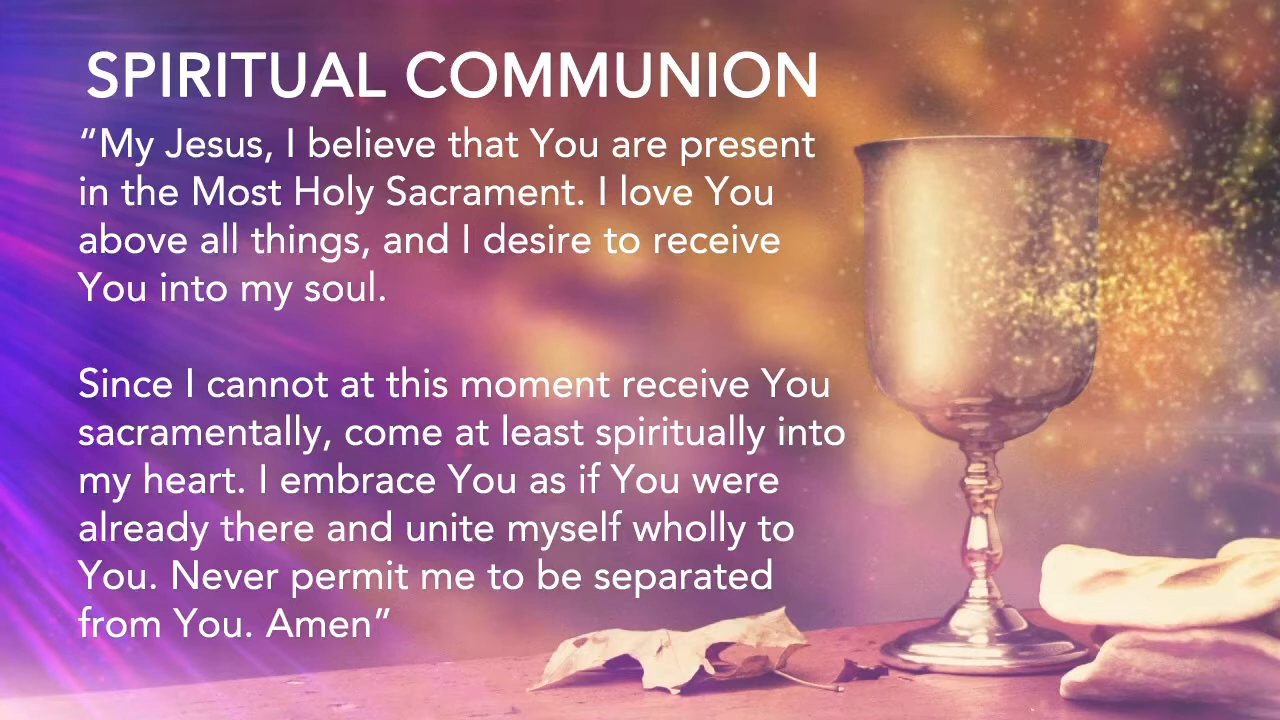 SPIRITUAL COMMUNION
“My Jesus, I believe that You are present
in the Most Holy Sacrament. I love You
above all things, and I desire to receive
You into my soul.
Since I cannot at this moment receive You
sacramentally, come at least spiritually into
my heart. I embrace You as if You were
already there and unite myself wholly to
You. Never permit me to be separated
from You. Amen”